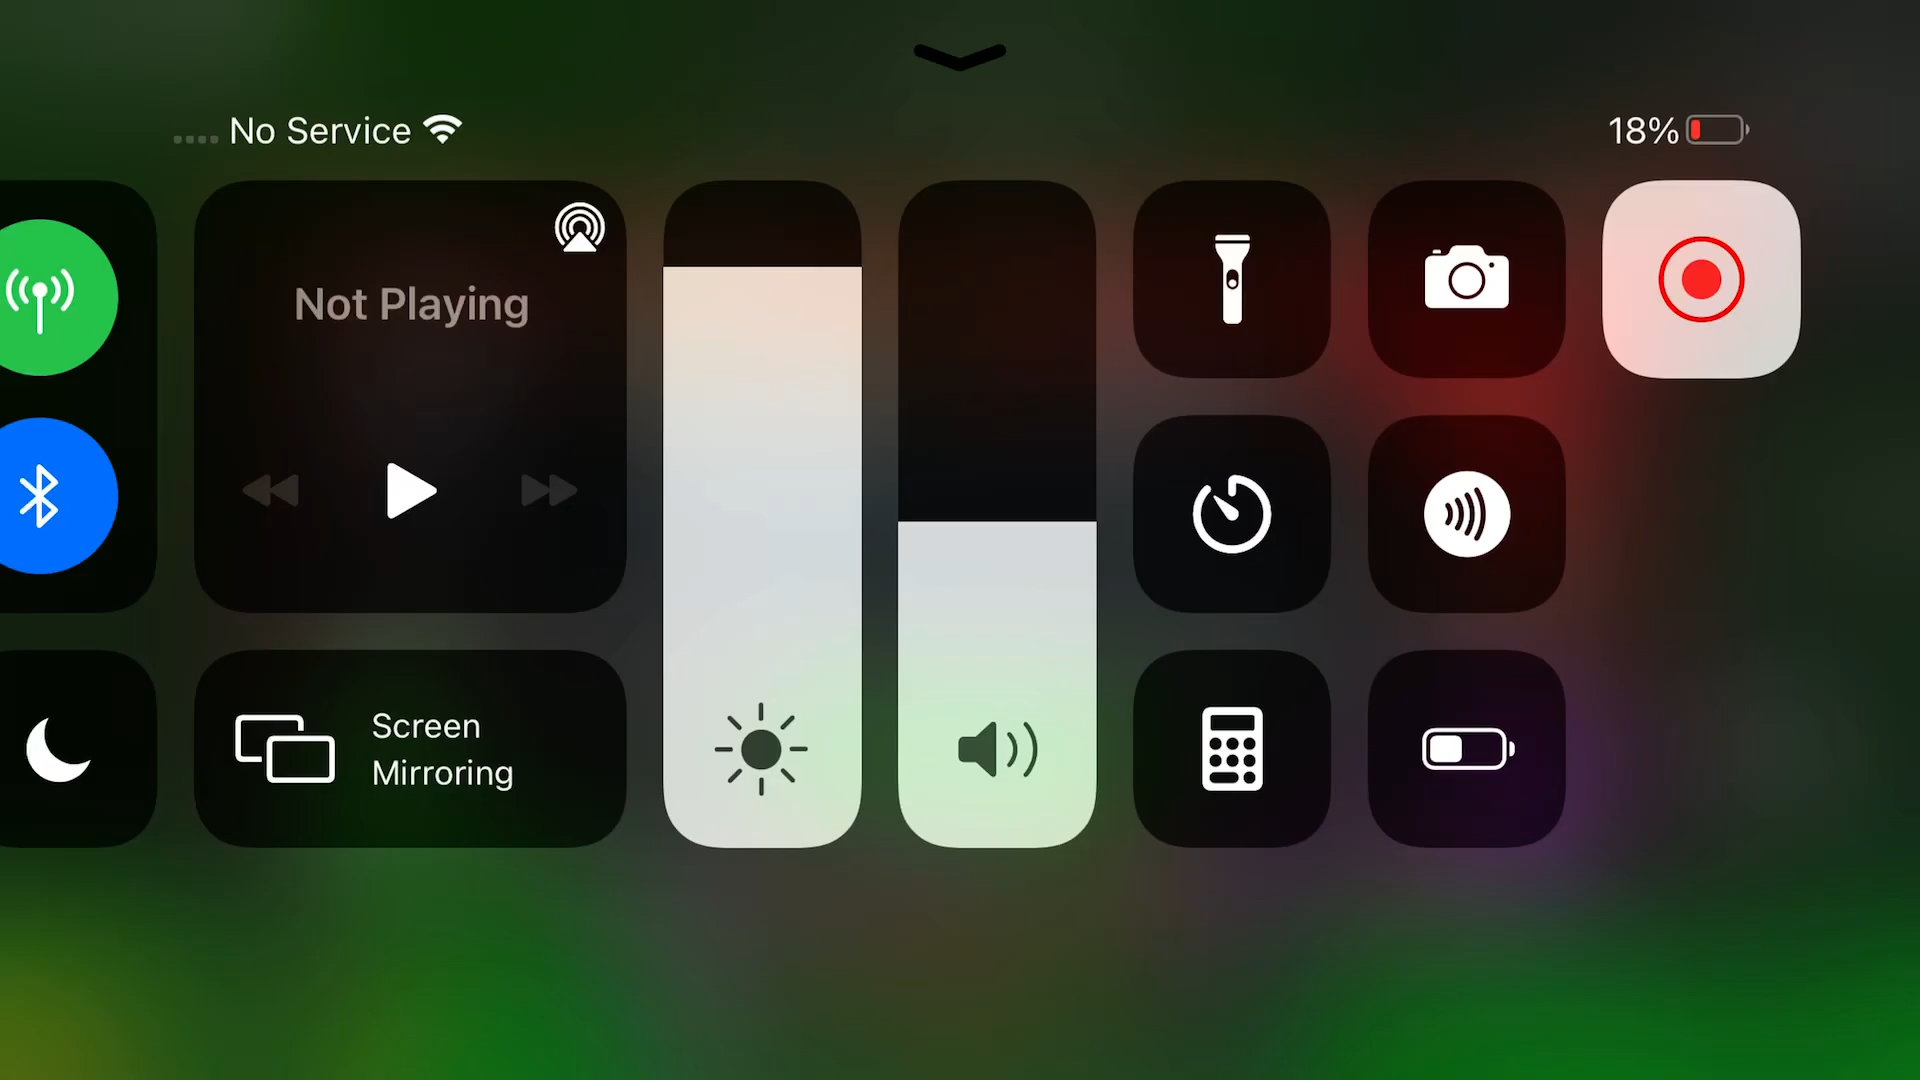 No Service
18%
Not Playing
Screen
Mirroring